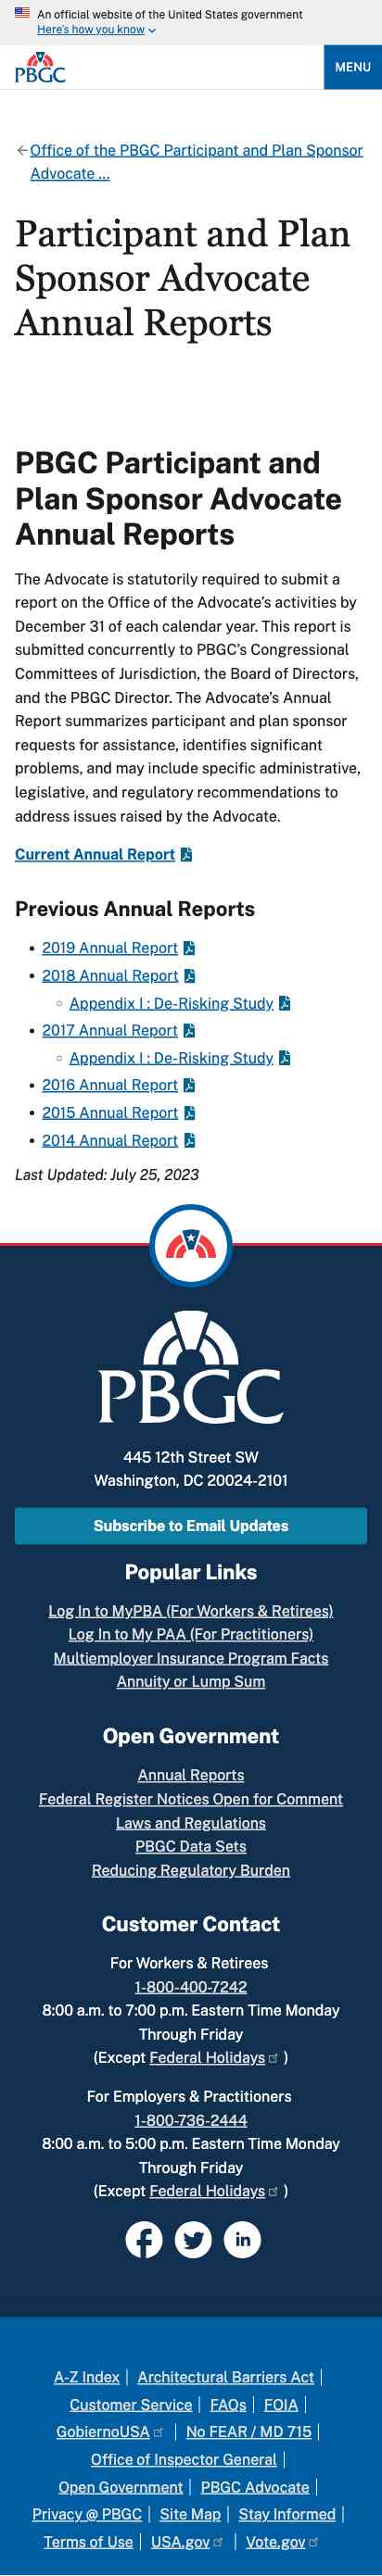 An official website of the United States government
Here's how you know
PBGC
MENU
Office of the PBGC Participant and Plan Sponsor
Advocate ...
Participant and Plan
Sponsor Advocate
Annual Reports
PBGC Participant and
Plan Sponsor Advocate
Annual Reports
The Advocate is statutorily required to submit a
report on the Office of the Advocate's activities by
December 31 of each calendar year. This report is
submitted concurrently to PBGC's Congressional
Committees of Jurisdiction, the Board of Directors,
and the PBGC Director. The Advocate's Annual
Report summarizes participant and plan sponsor
requests for assistance, identifies significant
problems, and may include specific administrative,
legislative, and regulatory recommendations to
address issues raised by the Advocate.
Current Annual Report
Previous Annual Reports
• 2019 Annual Report
• 2018 Annual Report
◦ Appendix I : De-Risking Study
• 2017 Annual Report
◦ Appendix I : De-Risking Study
• 2016 Annual Report
• 2015 Annual Report
• 2014 Annual Report
Last Updated: July 25, 2023
PBGC
445 12th Street SW
Washington, DC 20024-2101
Subscribe to Email Updates
Popular Links
Log In to MyPBA (For Workers & Retirees)
Log In to My PAA (For Practitioners)
Multiemployer Insurance Program Facts
Annuity or Lump Sum
Open Government
Annual Reports
Federal Register Notices Open for Comment
Laws and Regulations
PBGC Data Sets
Reducing Regulatory Burden
Customer Contact
For Workers & Retirees
1-800-400-7242
8:00 a.m. to 7:00 p.m. Eastern Time Monday
Through Friday
(Except Federal Holidays )
For Employers & Practitioners
1-800-736-2444
8:00 a.m. to 5:00 p.m. Eastern Time Monday
Through Friday
(Except Federal Holidays )
A-Z Index | Architectural Barriers Act |
Customer Service | FAQs | FOIA |
GobiernoUSA | No FEAR / MD 715 |
Office of Inspector General |
Open Government | PBGC Advocate |
Privacy @ PBGC | Site Map | Stay Informed |
Terms of Use | USA.gov | Vote.gov